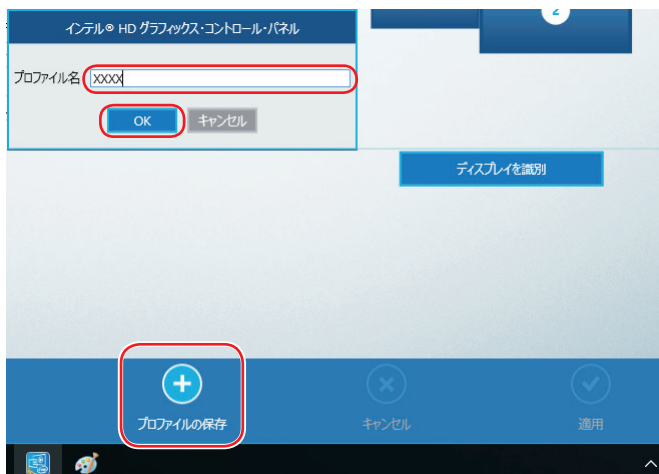 インテル® HD グラフィックス・コントロール・パネル
2
プロファイル名 XXXX
OK キャンセル
ディスプレイを識別
プロファイルの保存 キャンセル 適用